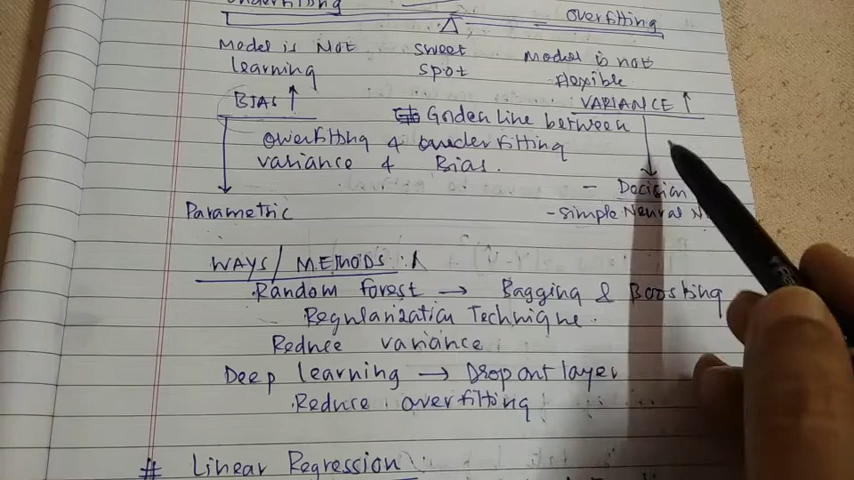 underfitting overfitting
Model is Not sweet Model is not
learning spot flexible
BIAS ↑ VARIANCE ↑
Golden Line between
overfitting & underfitting
variance & Bias.
- Decision
Parametric - simple Neural N
WAYS / METHODS :
Random forest → Bagging & Boosting
Regularization Technique.
Reduce variance
Deep learning → Dropout layer
Reduce overfitting
# Linear Regression